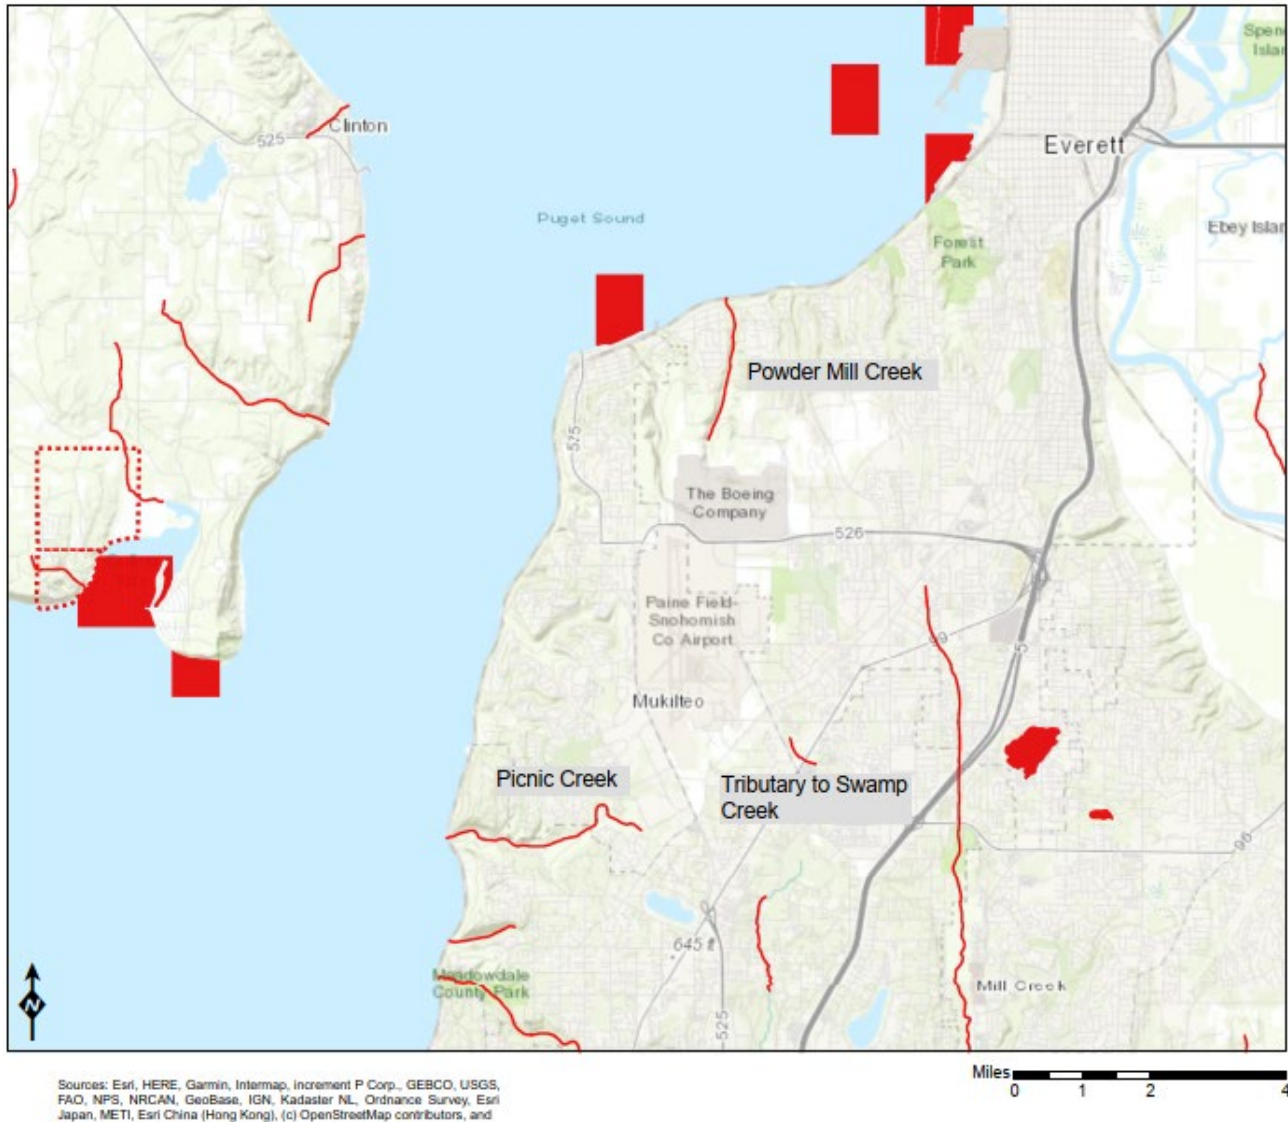 Spen
Islan
Clinton
525
Everett
Puget Sound
Ebey Islan
Forest
Park
Powder Mill Creek
525
The Boeing
Company
526
Paine Field-
Snohomish
Co Airport
99
5
Mukilteo
Picnic Creek
Tributary to Swamp
Creek
96
645 ft
Meadowdale
County Park
Mill Creek
525
N
Miles
0 1 2 4
Sources: Esri, HERE, Garmin, Intermap, increment P Corp., GEBCO, USGS,
FAO, NPS, NRCAN, GeoBase, IGN, Kadaster NL, Ordnance Survey, Esri
Japan, METI, Esri China (Hong Kong), (c) OpenStreetMap contributors, and